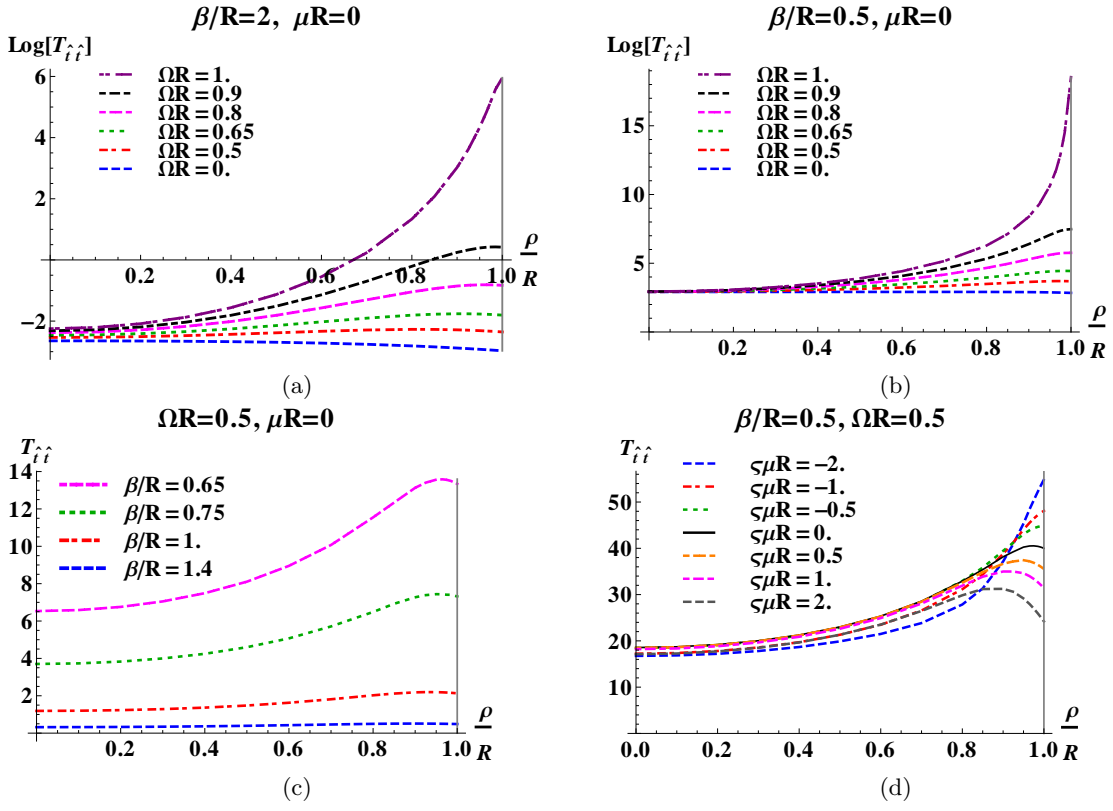 β/R=2, μR=0
Log[T_{t̂ t̂}]
6
4
2
−2
ΩR = 1.
ΩR = 0.9
ΩR = 0.8
ΩR = 0.65
ΩR = 0.5
ΩR = 0.
0.2 0.4 0.6 0.8 1.0
ρ
R
(a)
β/R=0.5, μR=0
Log[T_{t̂ t̂}]
15
10
5
ΩR = 1.
ΩR = 0.9
ΩR = 0.8
ΩR = 0.65
ΩR = 0.5
ΩR = 0.
0.2 0.4 0.6 0.8 1.0
ρ
R
(b)
ΩR=0.5, μR=0
T_{t̂ t̂}
14
12
10
8
6
4
2
β/R = 0.65
β/R = 0.75
β/R = 1.
β/R = 1.4
0.2 0.4 0.6 0.8 1.0
ρ
R
(c)
β/R=0.5, ΩR=0.5
T_{t̂ t̂}
50
40
30
20
10
ςμR = −2.
ςμR = −1.
ςμR = −0.5
ςμR = 0.
ςμR = 0.5
ςμR = 1.
ςμR = 2.
0.0 0.2 0.4 0.6 0.8 1.0
ρ
R
(d)